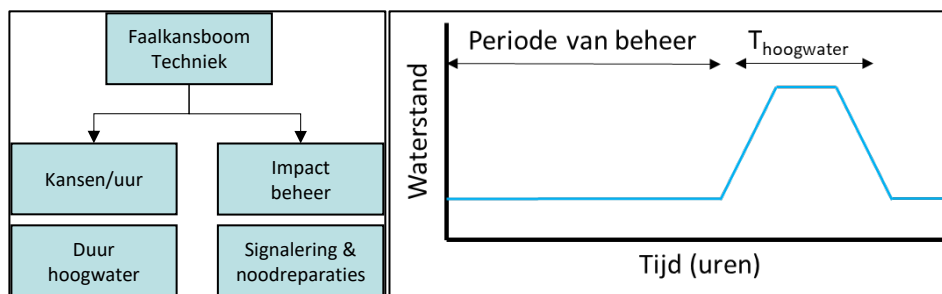 Faalkansboom
Techniek
Kansen/uur
Impact
beheer
Duur
hoogwater
Signalering &
noodreparaties
Periode van beheer
Thoogwater
Waterstand
Tijd (uren)